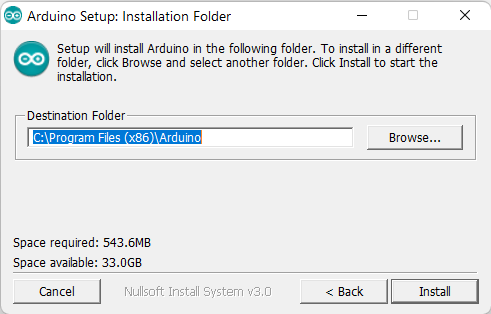 Arduino Setup: Installation Folder
Setup will install Arduino in the following folder. To install in a different
folder, click Browse and select another folder. Click Install to start the
installation.
Destination Folder
C:\Program Files (x86)\Arduino
Browse...
Space required: 543.6MB
Space available: 33.0GB
Cancel
Nullsoft Install System v3.0
< Back
Install